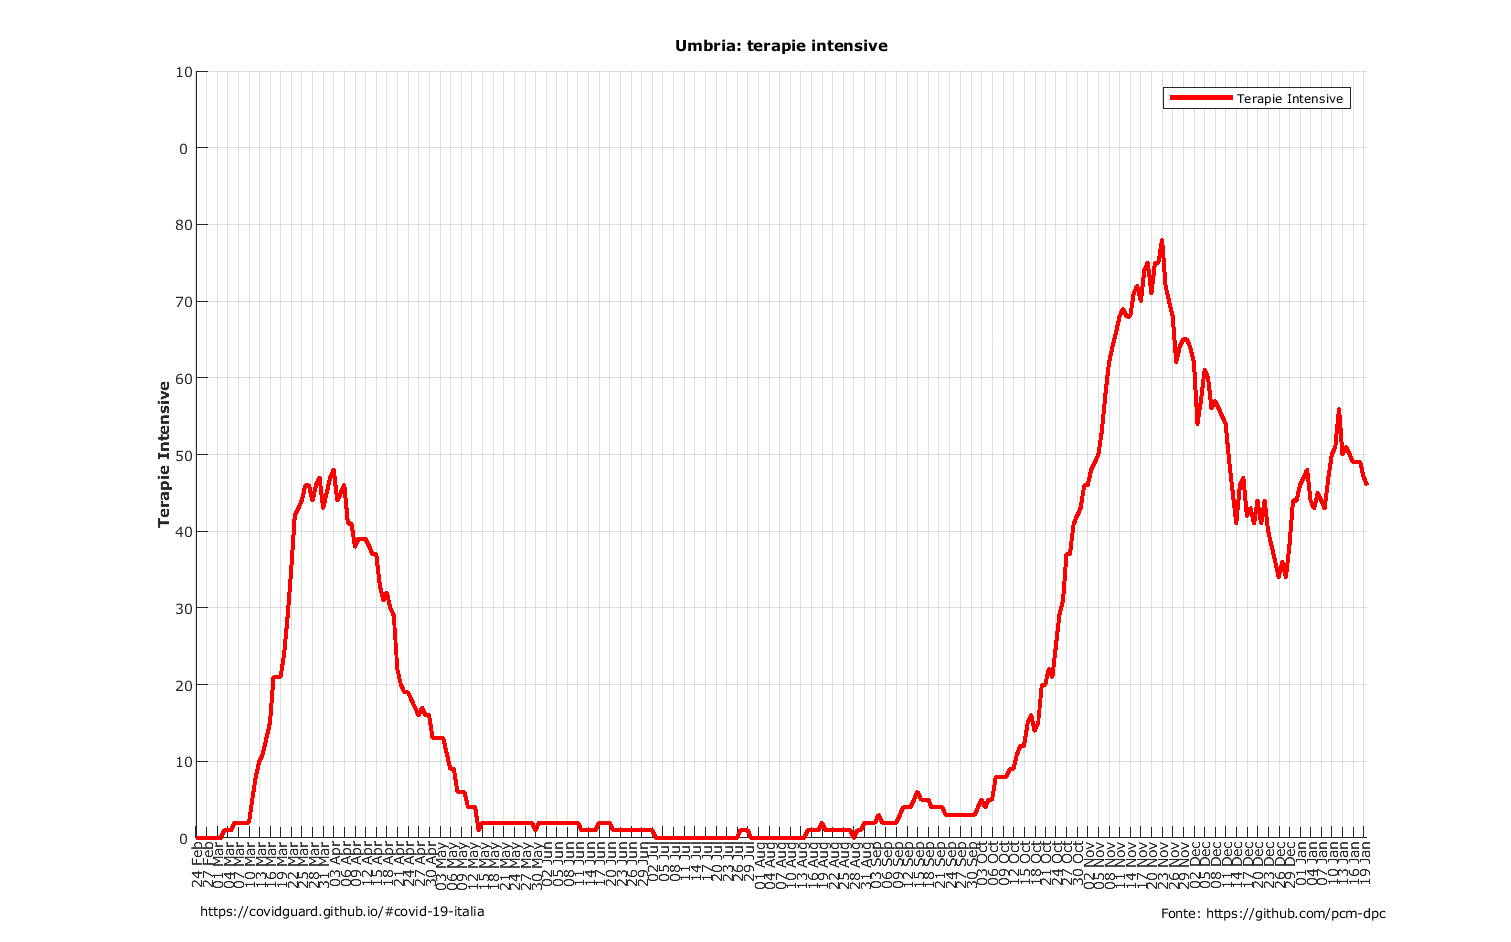 Umbria: terapie intensive
Terapie Intensive
10
0
80
70
60
50
40
30
20
10
0
Terapie Intensive
24 Feb
27 Feb
01 Mar
04 Mar
07 Mar
10 Mar
13 Mar
16 Mar
19 Mar
22 Mar
25 Mar
28 Mar
31 Mar
03 Apr
06 Apr
09 Apr
12 Apr
15 Apr
18 Apr
21 Apr
24 Apr
27 Apr
30 Apr
03 May
06 May
09 May
12 May
15 May
18 May
21 May
24 May
27 May
30 May
02 Jun
05 Jun
08 Jun
11 Jun
14 Jun
17 Jun
20 Jun
23 Jun
26 Jun
29 Jun
02 Jul
05 Jul
08 Jul
11 Jul
14 Jul
17 Jul
20 Jul
23 Jul
26 Jul
29 Jul
01 Aug
04 Aug
07 Aug
10 Aug
13 Aug
16 Aug
19 Aug
22 Aug
25 Aug
28 Aug
31 Aug
03 Sep
06 Sep
09 Sep
12 Sep
15 Sep
18 Sep
21 Sep
24 Sep
27 Sep
30 Sep
03 Oct
06 Oct
09 Oct
12 Oct
15 Oct
18 Oct
21 Oct
24 Oct
27 Oct
30 Oct
02 Nov
05 Nov
08 Nov
11 Nov
14 Nov
17 Nov
20 Nov
23 Nov
26 Nov
29 Nov
02 Dec
05 Dec
08 Dec
11 Dec
14 Dec
17 Dec
20 Dec
23 Dec
26 Dec
29 Dec
01 Jan
04 Jan
07 Jan
10 Jan
13 Jan
16 Jan
19 Jan
https://covidguard.github.io/#covid-19-italia
Fonte: https://github.com/pcm-dpc